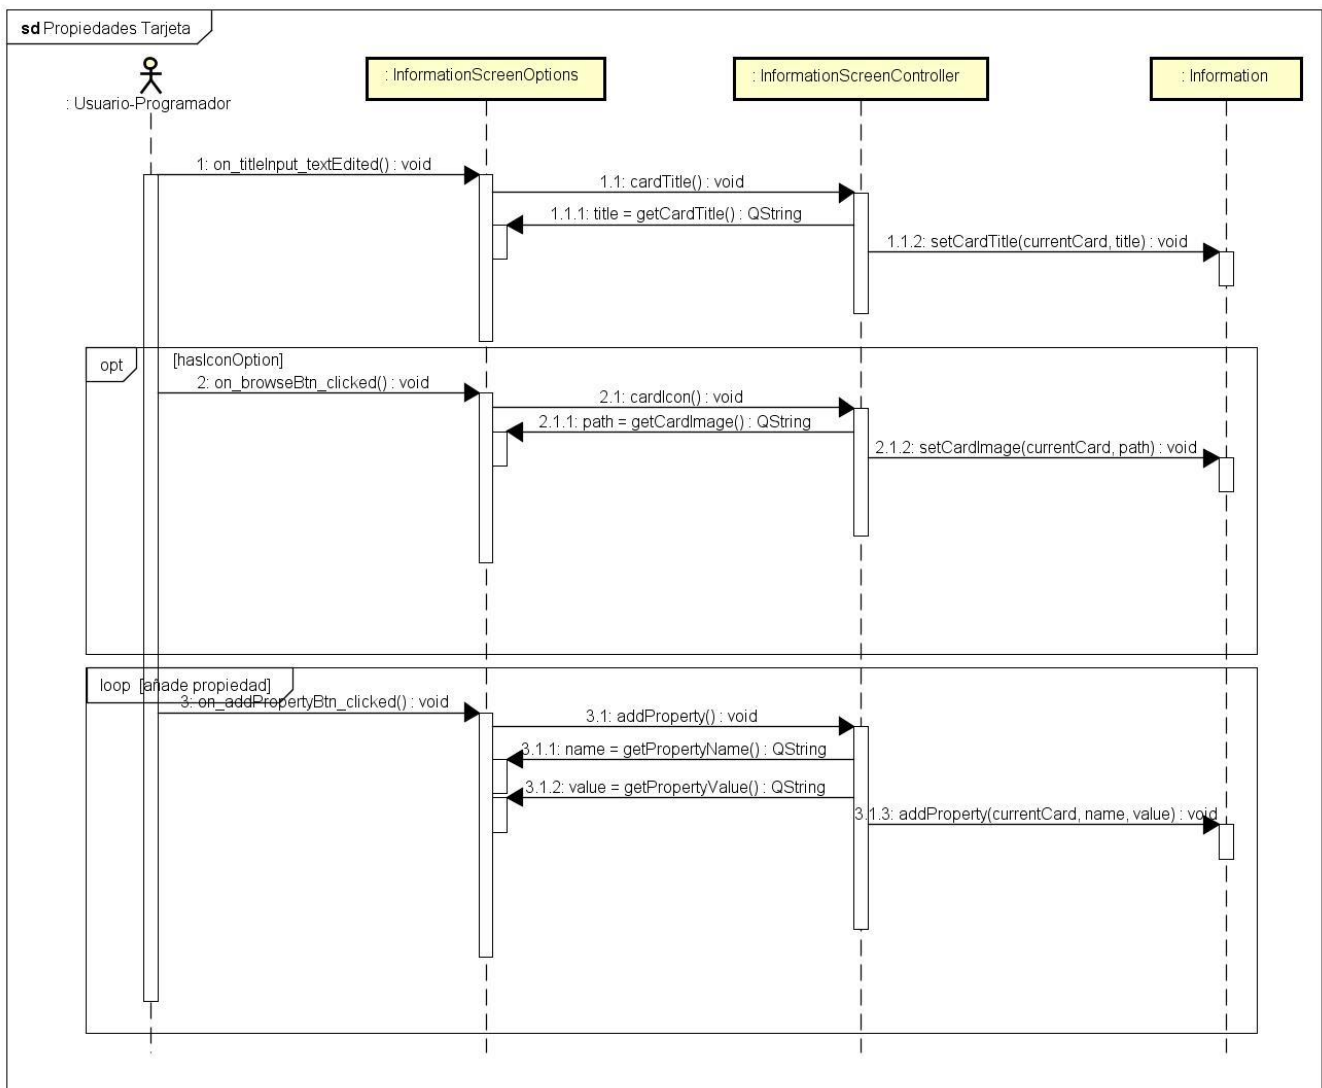 sd Propiedades Tarjeta
: Usuario-Programador
: InformationScreenOptions
: InformationScreenController
: Information
1: on_titleInput_textEdited() : void
1.1: cardTitle() : void
1.1.1: title = getCardTitle() : QString
1.1.2: setCardTitle(currentCard, title) : void
opt
[hasIconOption]
2: on_browseBtn_clicked() : void
2.1: cardIcon() : void
2.1.1: path = getCardImage() : QString
2.1.2: setCardImage(currentCard, path) : void
loop [añade propiedad]
3: on_addPropertyBtn_clicked() : void
3.1: addProperty() : void
3.1.1: name = getPropertyName() : QString
3.1.2: value = getPropertyValue() : QString
3.1.3: addProperty(currentCard, name, value) : void